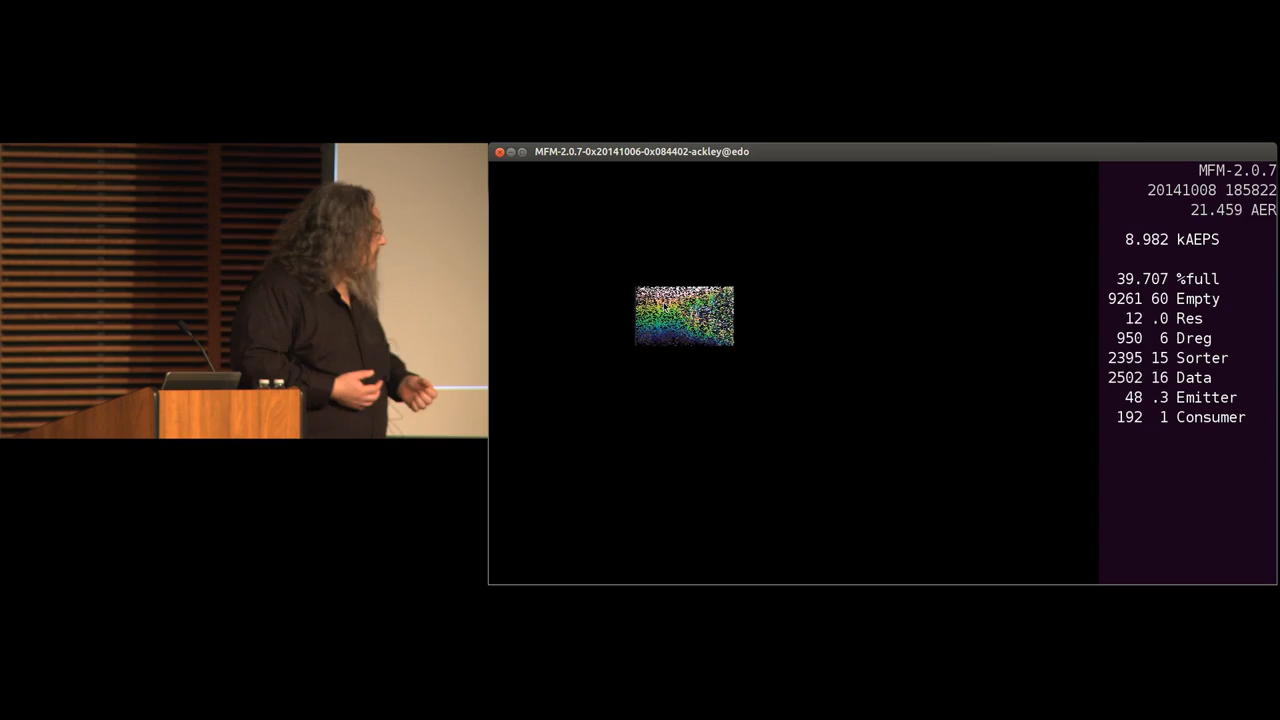 MFM-2.0.7-0x20141006-0x084402-ackley@edo
MFM-2.0.7
20141008 185822
21.459 AER
8.982 kAEPS
39.707 %full
9261 60 Empty
12 .0 Res
950 6 Dreg
2395 15 Sorter
2502 16 Data
48 .3 Emitter
192 1 Consumer